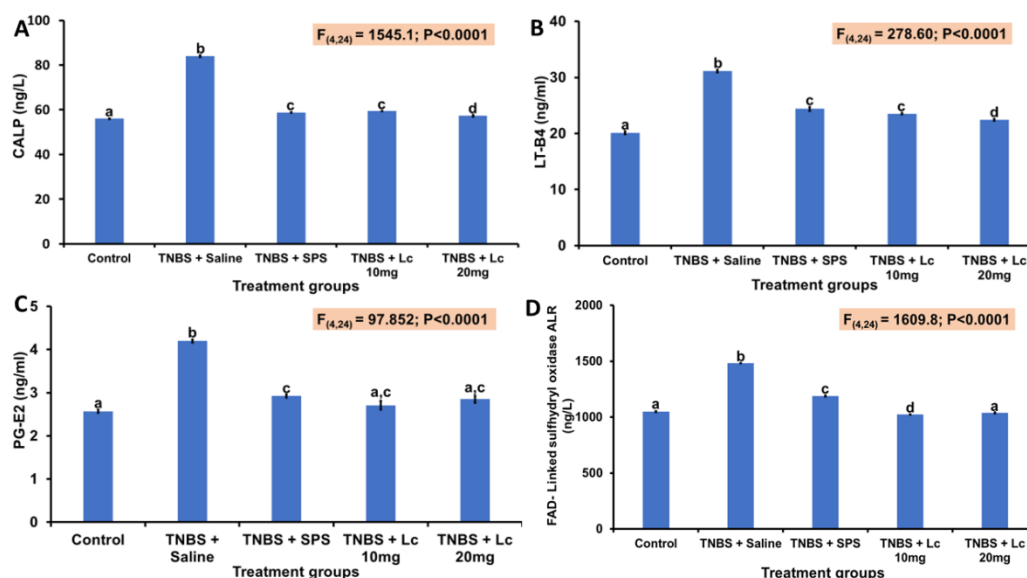 A
F(4,24) = 1545.1; P<0.0001
CALP (ng/L)
100
80
60
40
20
0
a
b
c
c
d
Control
TNBS + Saline
TNBS + SPS
TNBS + Lc
10mg
TNBS + Lc
20mg
Treatment groups
B
F(4,24) = 278.60; P<0.0001
LT-B4 (ng/ml)
40
30
20
10
0
a
b
c
c
d
Control
TNBS + Saline
TNBS + SPS
TNBS + Lc
10mg
TNBS + Lc
20mg
Treatment groups
C
F(4,24) = 97.852; P<0.0001
PG-E2 (ng/ml)
5
4
3
2
1
0
a
b
c
a,c
a,c
Control
TNBS +
Saline
TNBS + SPS
TNBS + Lc
10mg
TNBS + Lc
20mg
Treatment groups
D
F(4,24) = 1609.8; P<0.0001
FAD- Linked sulfhydryl oxidase ALR
(ng/L)
2000
1500
1000
500
0
a
b
c
d
a
Control
TNBS + Saline
TNBS + SPS
TNBS + Lc
10mg
TNBS + Lc
20mg
Treatment groups